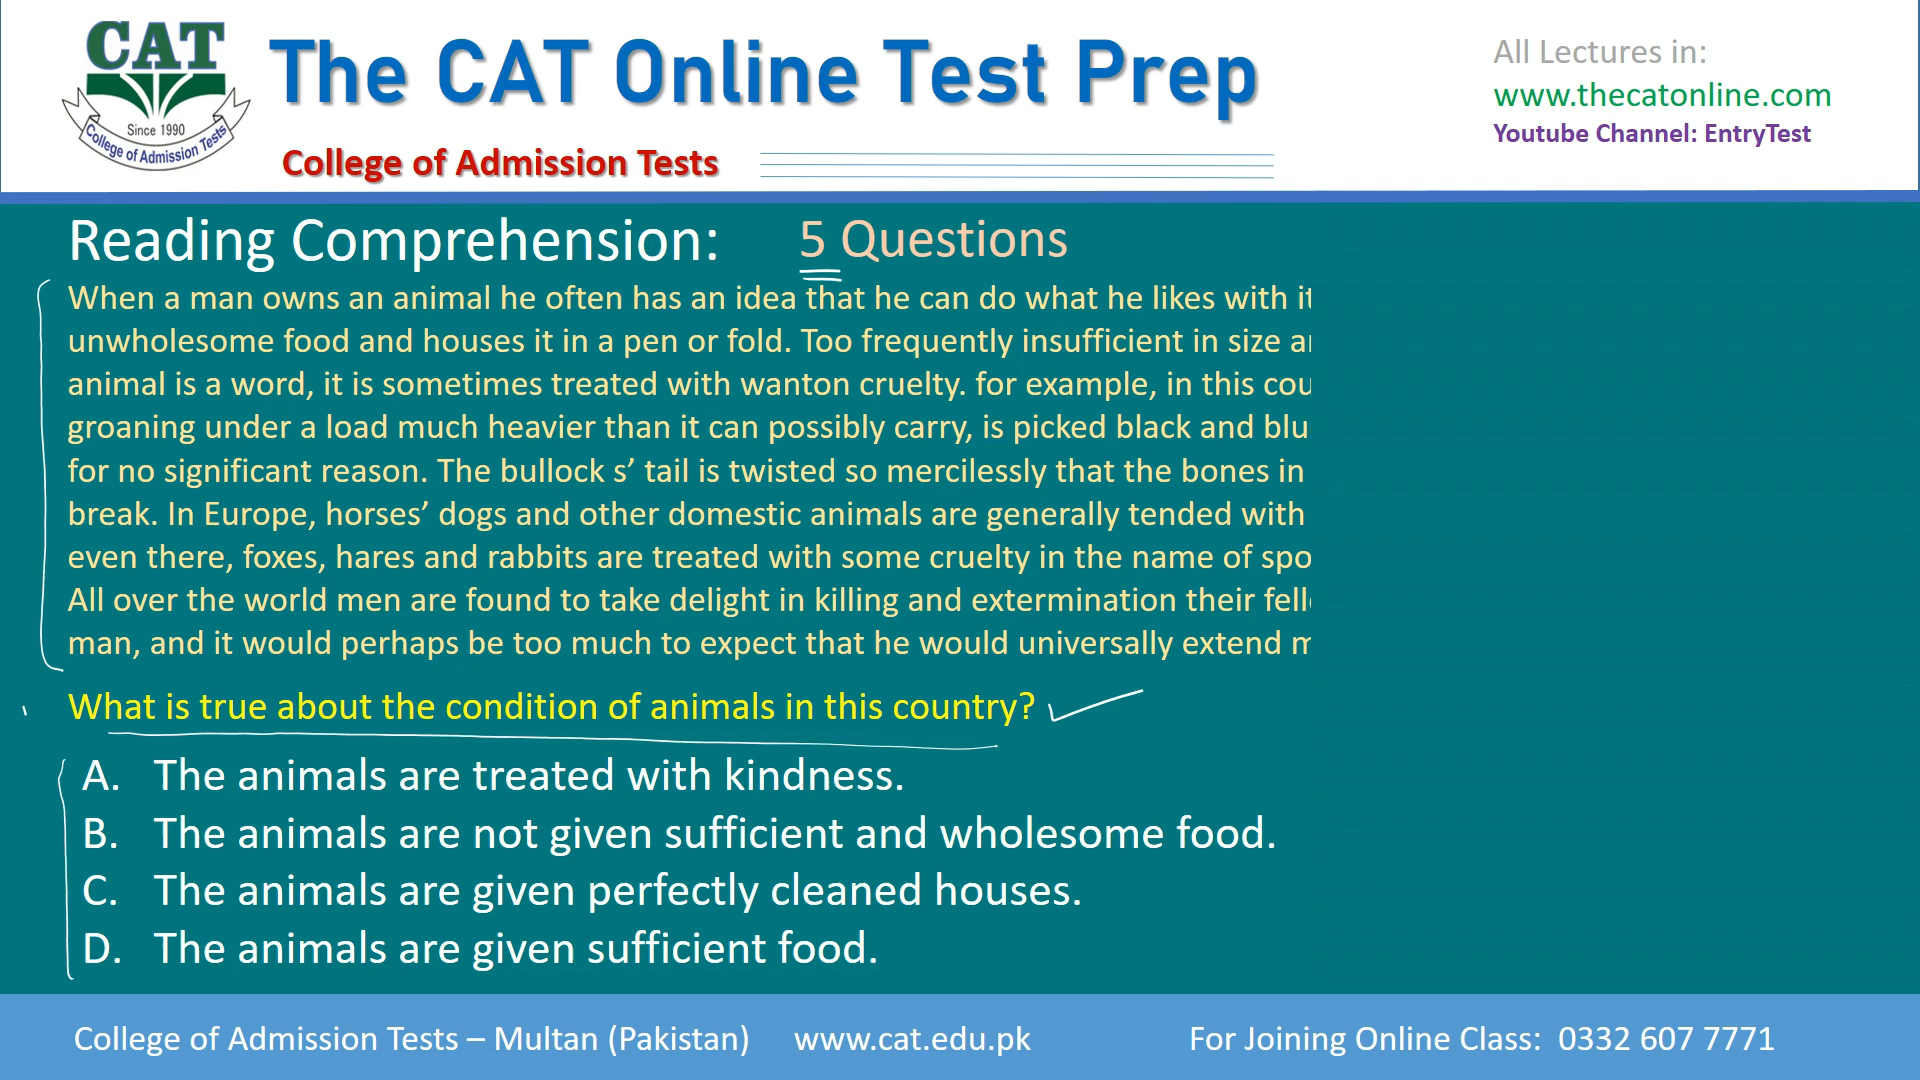 CAT
Since 1990
College of Admission Tests
The CAT Online Test Prep
College of Admission Tests
All Lectures in:
www.thecatonline.com
Youtube Channel: EntryTest
Reading Comprehension: 5 Questions
When a man owns an animal he often has an idea that he can do what he likes with it
unwholesome food and houses it in a pen or fold. Too frequently insufficient in size
animal is a word, it is sometimes treated with wanton cruelty. for example, in this
groaning under a load much heavier than it can possibly carry, is picked black and
for no significant reason. The bullock s’ tail is twisted so mercilessly that the bones in
break. In Europe, horses’ dogs and other domestic animals are generally tended with
even there, foxes, hares and rabbits are treated with some cruelty in the name of
All over the world men are found to take delight in killing and extermination their
man, and it would perhaps be too much to expect that he would universally extend
What is true about the condition of animals in this country?
A. The animals are treated with kindness.
B. The animals are not given sufficient and wholesome food.
C. The animals are given perfectly cleaned houses.
D. The animals are given sufficient food.
College of Admission Tests – Multan (Pakistan) www.cat.edu.pk For Joining Online Class: 0332 607 7771